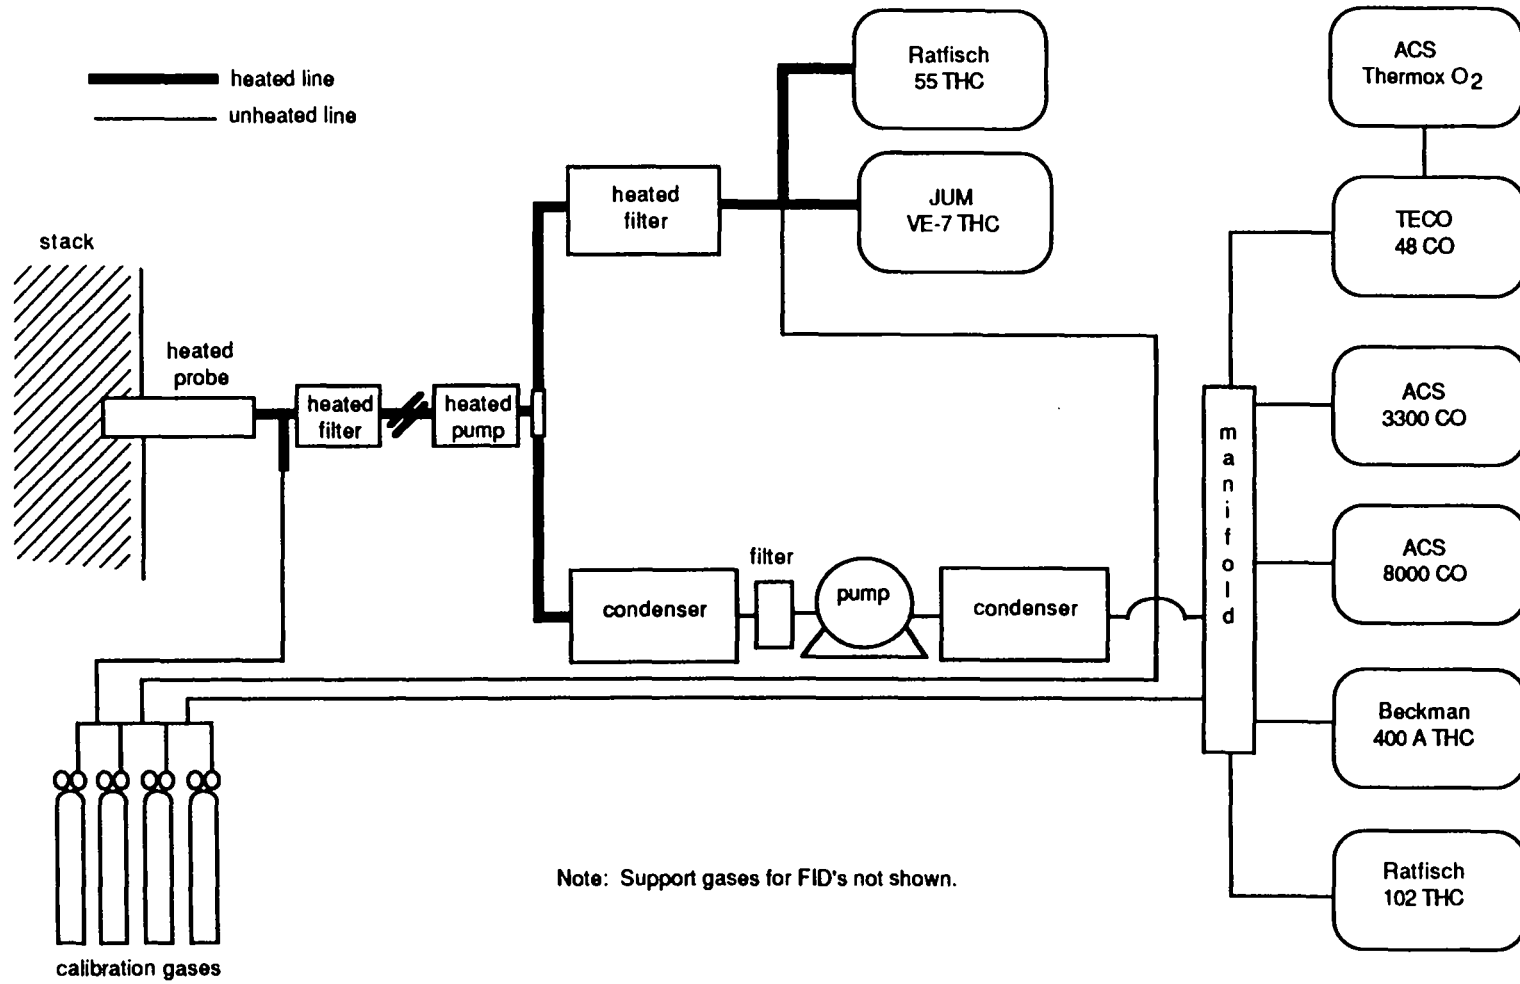 heated line
unheated line
stack
heated
probe
heated
filter
heated
pump
heated
filter
Ratfisch
55 THC
JUM
VE-7 THC
condenser
filter
pump
condenser
manifold
ACS
Thermox O2
TECO
48 CO
ACS
3300 CO
ACS
8000 CO
Beckman
400 A THC
Ratfisch
102 THC
Note: Support gases for FID's not shown.
calibration gases